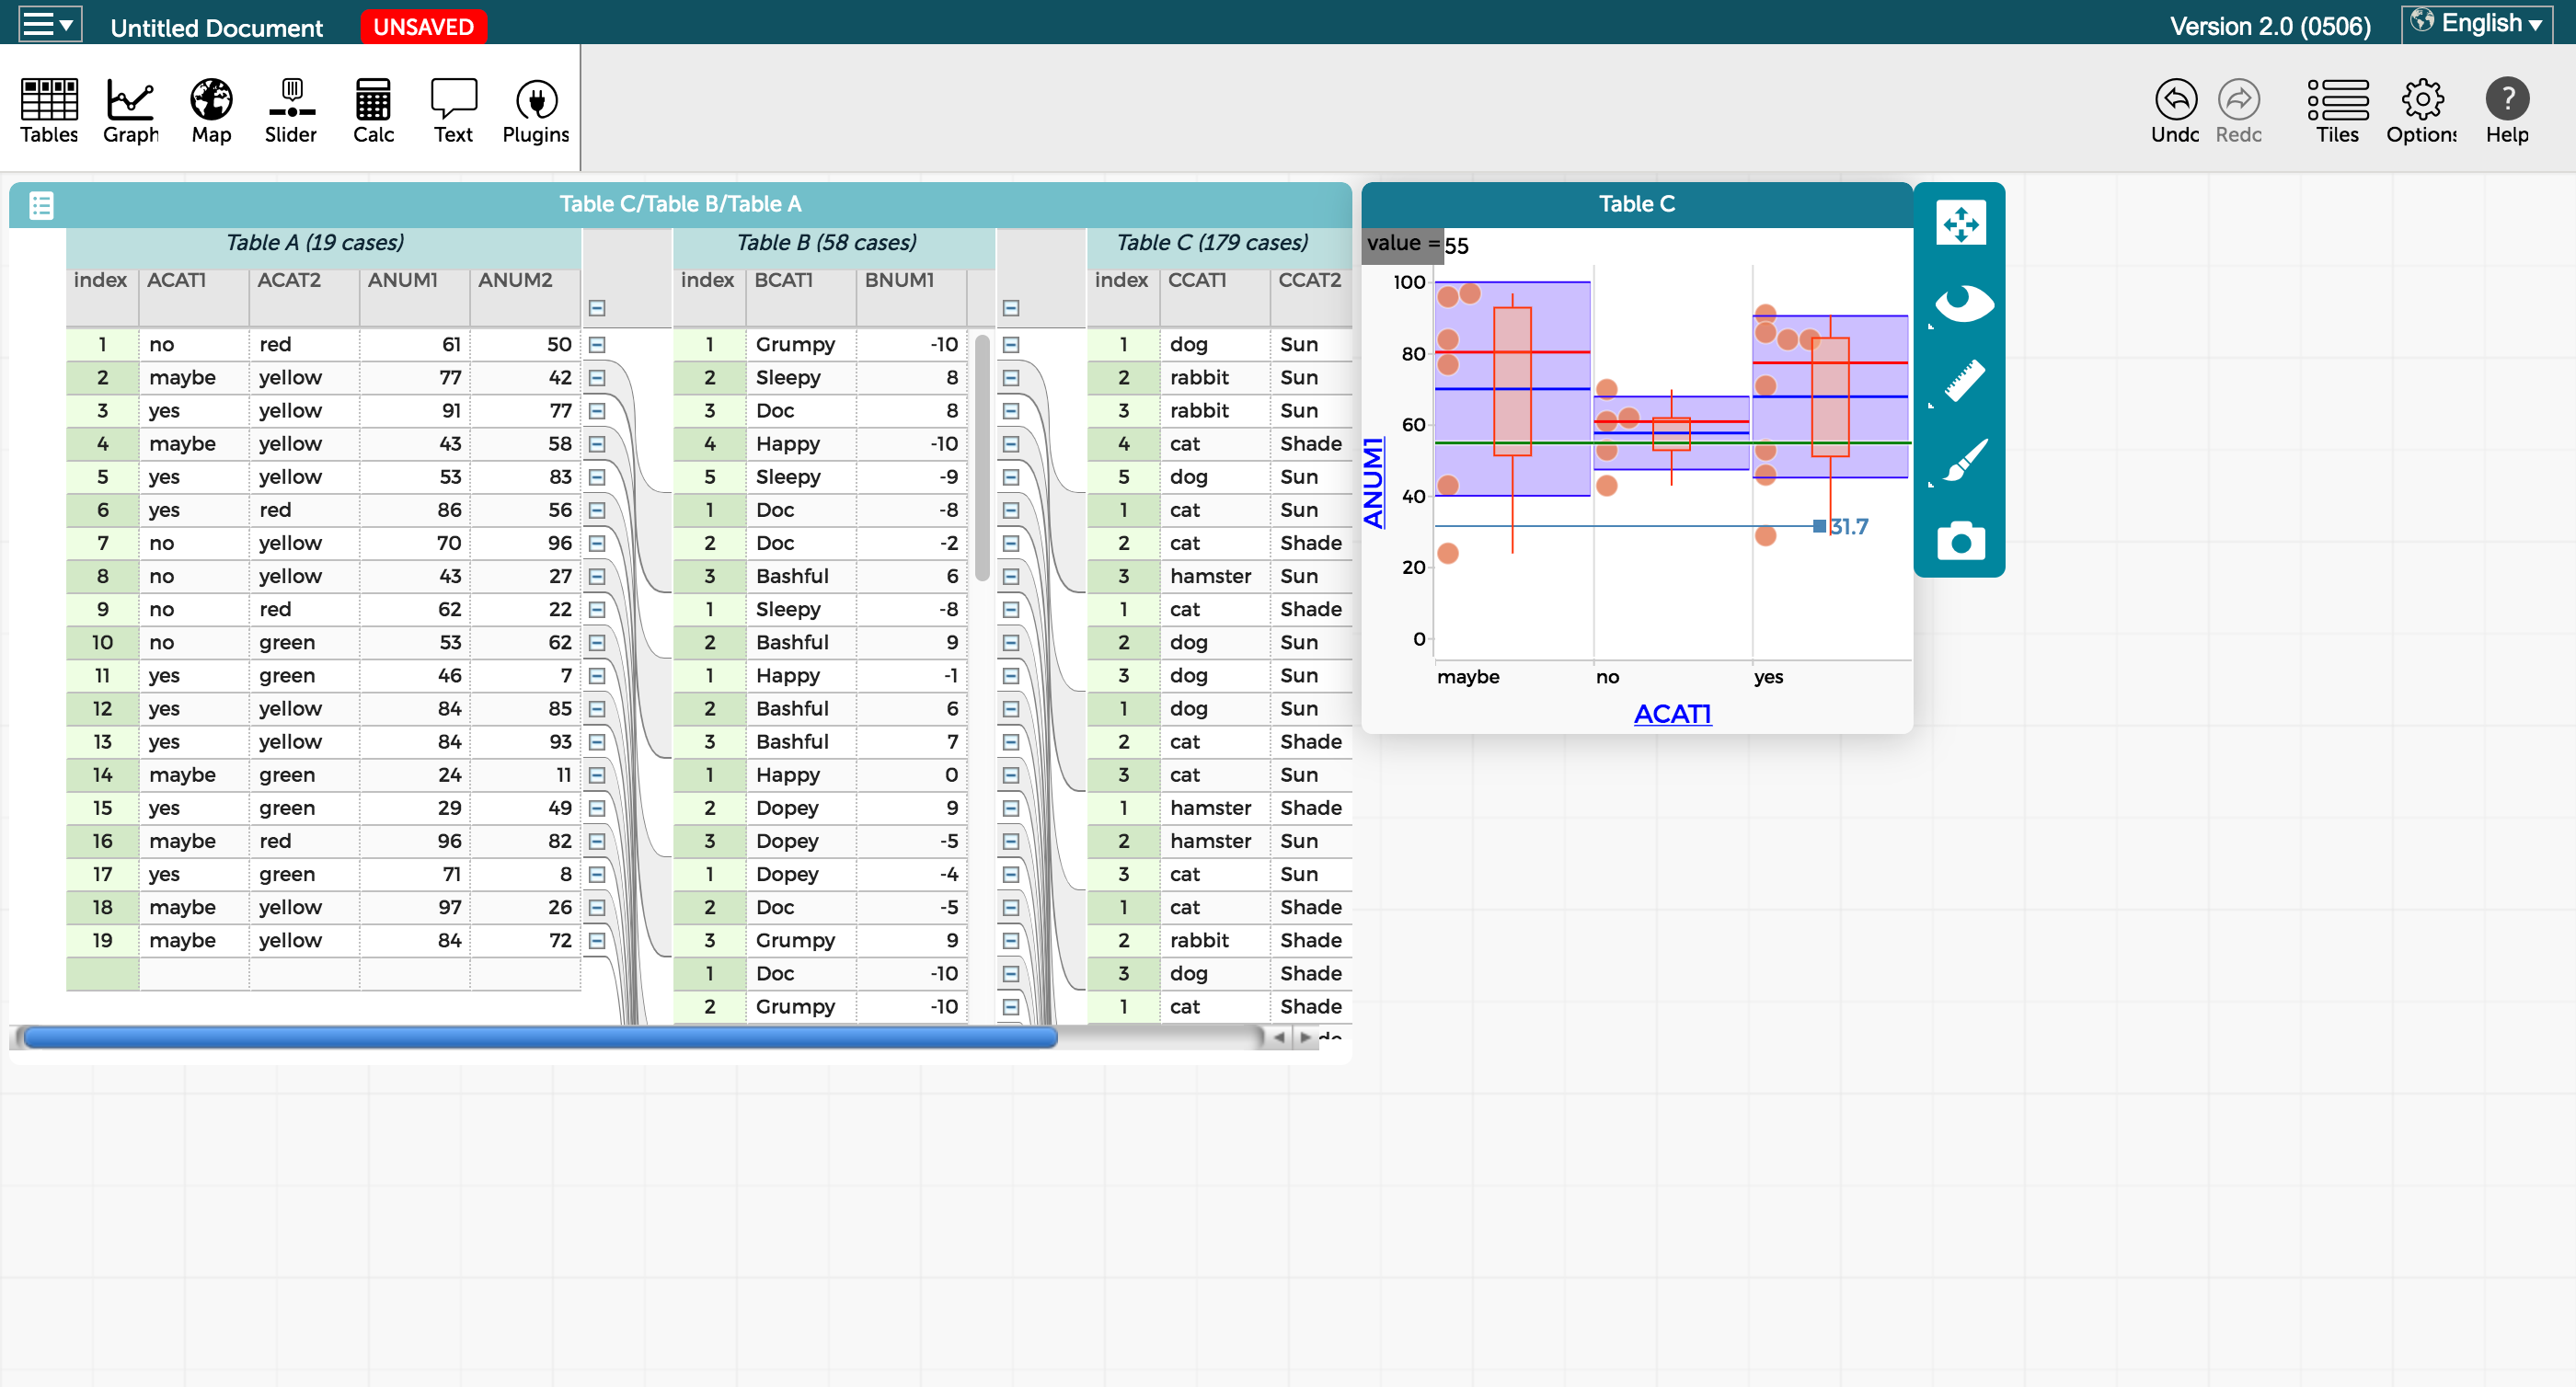 Untitled Document UNSAVED Version 2.0 (0506) English
Tables Graph Map Slider Calc Text Plugins Undo Redo Tiles Options Help
Table C/Table B/Table A
Table A (19 cases) Table B (58 cases) Table C (179 cases)
index ACAT1 ACAT2 ANUM1 ANUM2 index BCAT1 BNUM1 index CCAT1 CCAT2
1 no red 61 50 1 Grumpy -10 1 dog Sun
2 maybe yellow 77 42 2 Sleepy 8 2 rabbit Sun
3 yes yellow 91 77 3 Doc 8 3 rabbit Sun
4 maybe yellow 43 58 4 Happy -10 4 cat Shade
5 yes yellow 53 83 5 Sleepy -9 5 dog Sun
6 yes red 86 56 1 Doc -8 1 cat Sun
7 no yellow 70 96 2 Doc -2 2 cat Shade
8 no yellow 43 27 3 Bashful 6 3 hamster Sun
9 no red 62 22 1 Sleepy -8 1 cat Shade
10 no green 53 62 2 Bashful 9 2 dog Sun
11 yes green 46 7 1 Happy -1 3 dog Sun
12 yes yellow 84 85 2 Bashful 6 1 dog Sun
13 yes yellow 84 93 3 Bashful 7 2 cat Shade
14 maybe green 24 11 1 Happy 0 3 cat Sun
15 yes green 29 49 2 Dopey 9 1 hamster Shade
16 maybe red 96 82 3 Dopey -5 2 hamster Sun
17 yes green 71 8 1 Dopey -4 3 cat Sun
18 maybe yellow 97 26 2 Doc -5 1 cat Shade
19 maybe yellow 84 72 3 Grumpy 9 2 rabbit Shade
1 Doc -10 3 dog Shade
2 Grumpy -10 1 cat Shade
Table C
value = 55
100
80
60
40
20
0
ANUM1
31.7
maybe no yes
ACAT1
?